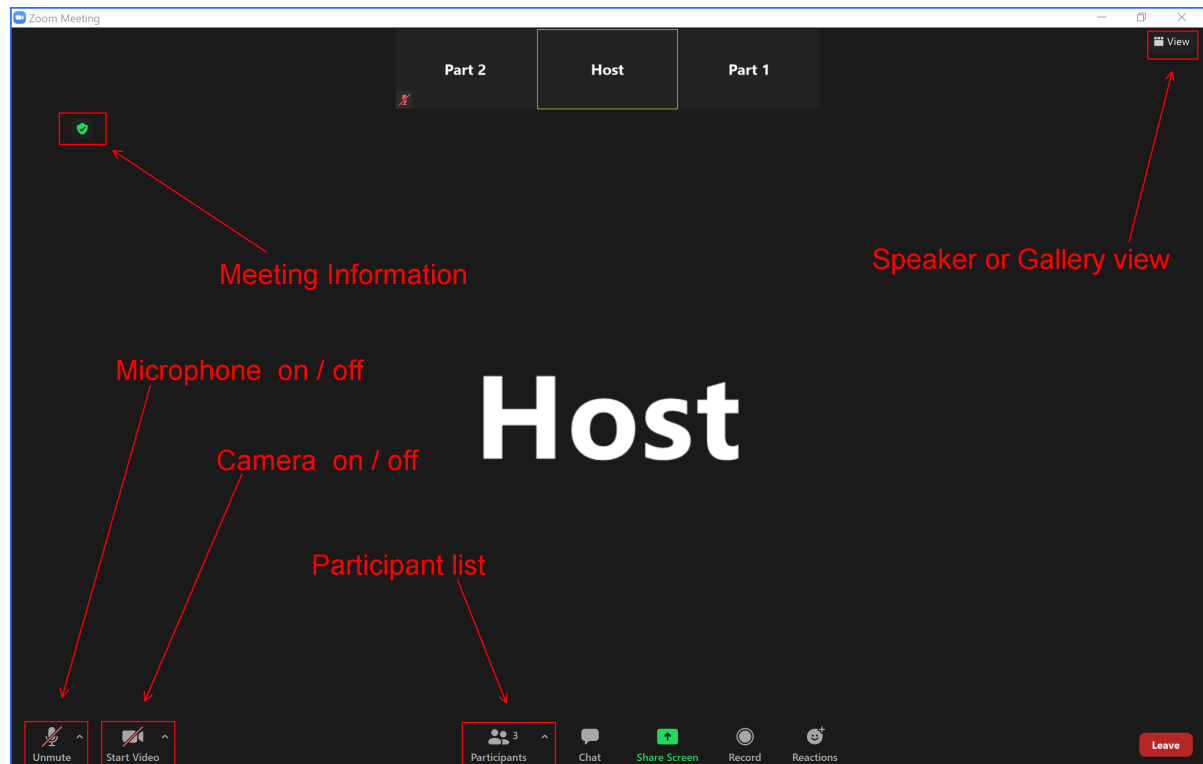 Zoom Meeting
View
Part 2
Host
Part 1
Meeting Information
Speaker or Gallery view
Microphone on / off
Host
Camera on / off
Participant list
Unmute
Start Video
3
Participants
Chat
Share Screen
Record
Reactions
Leave